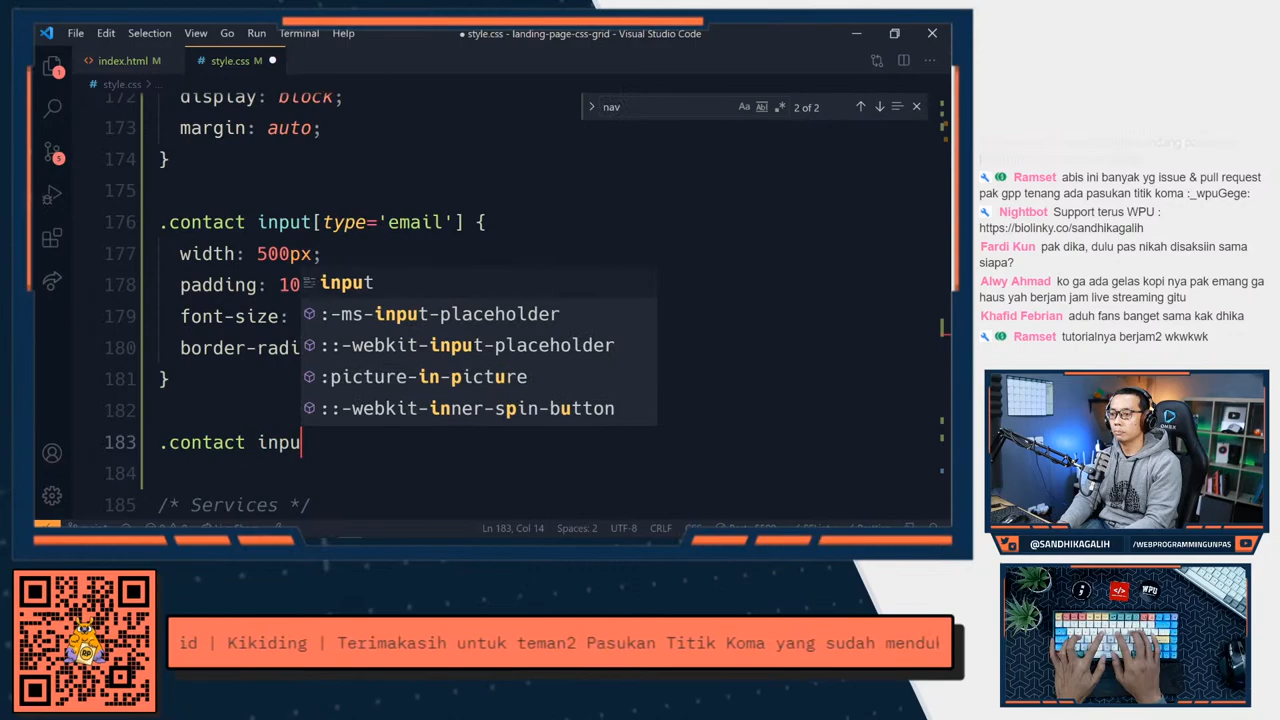 File Edit Selection View Go Run Terminal Help
● style.css - landing-page-css-grid - Visual Studio Code
index.html M
style.css M
style.css > ...
nav
2 of 2
172 display: block;
173 margin: auto;
174 }
175
176 .contact input[type='email'] {
177 width: 500px;
178 padding: 10
179 font-size:
180 border-radi
181 }
182
183 .contact inpu
184
185 /* Services */
input
::-ms-input-placeholder
::-webkit-input-placeholder
:picture-in-picture
::-webkit-inner-spin-button
Ln 183, Col 14 Spaces: 2 UTF-8 CRLF
Ramset abis ini banyak yg issue & pull request
pak gpp tenang ada pasukan titik koma :_wpuGege:
Nightbot Support terus WPU :
https://biolinky.co/sandhikagalih
Fardi Kun pak dika, dulu pas nikah disaksiin sama
siapa?
Alwy Ahmad ko ga ada gelas kopi nya pak emang ga
haus yah berjam jam live streaming gitu
Khafid Febrian aduh fans banget sama kak dhika
Ramset tutorialnya berjam2 wkwkwk
@SANDHIKAGALIH
/WEBPROGRAMMINGUNPAS
WPU
id | Kikiding | Terimakasih untuk teman2 Pasukan Titik Koma yang sudah menduk